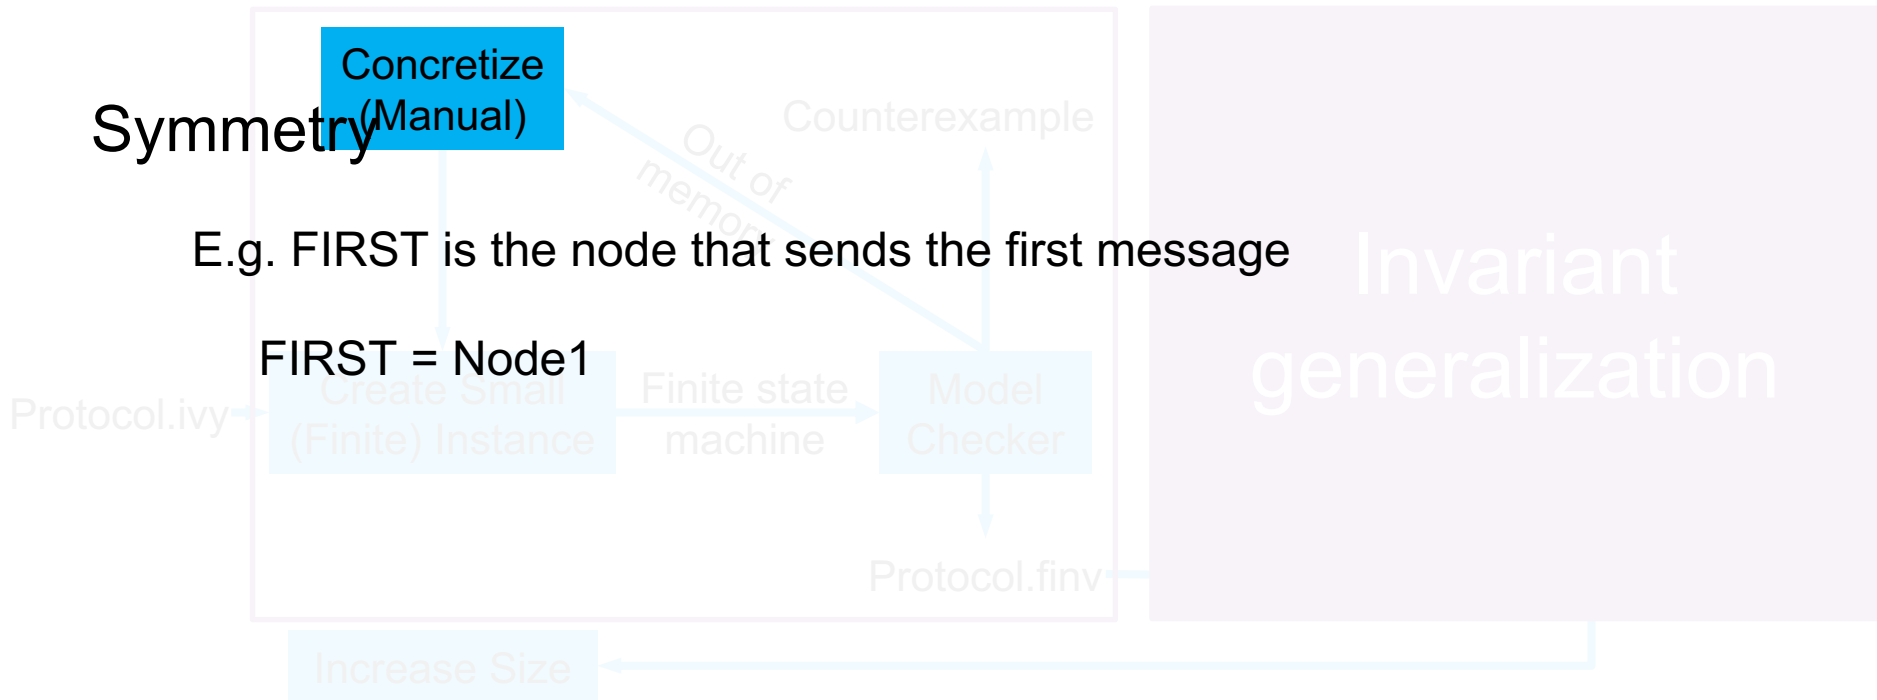 Concretize
(Manual)
Symmetry
Counterexample
Out of
memory
E.g. FIRST is the node that sends the first message
Invariant
generalization
FIRST = Node1
Protocol.ivy
Create Small
(Finite) Instance
Finite state
machine
Model
Checker
Protocol.finv
Increase Size